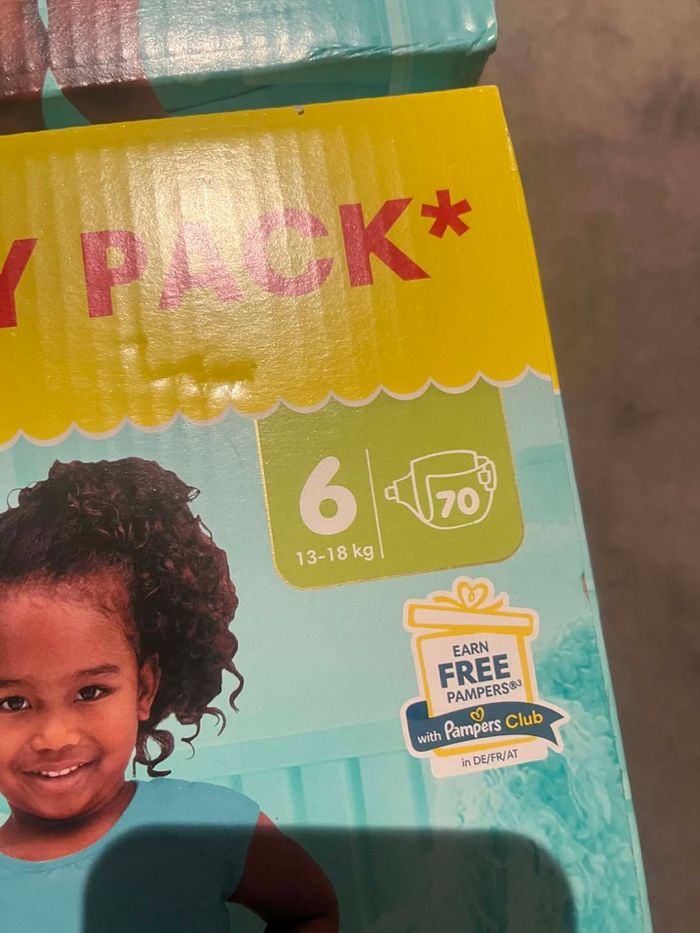 Y PACK*
6
70
13-18 kg
EARN
FREE
PAMPERS®³
with Pampers Club
in DE/FR/AT